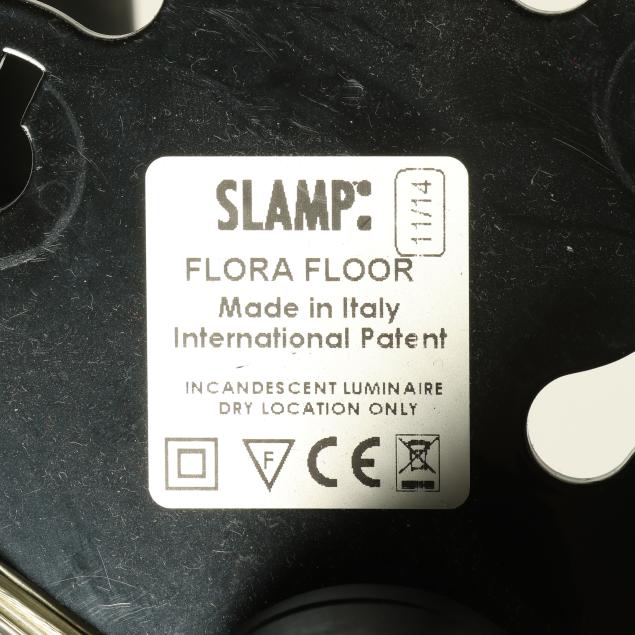 SLAMP:
11/14
FLORA FLOOR
Made in Italy
International Patent
INCANDESCENT LUMINAIRE
DRY LOCATION ONLY
F CE